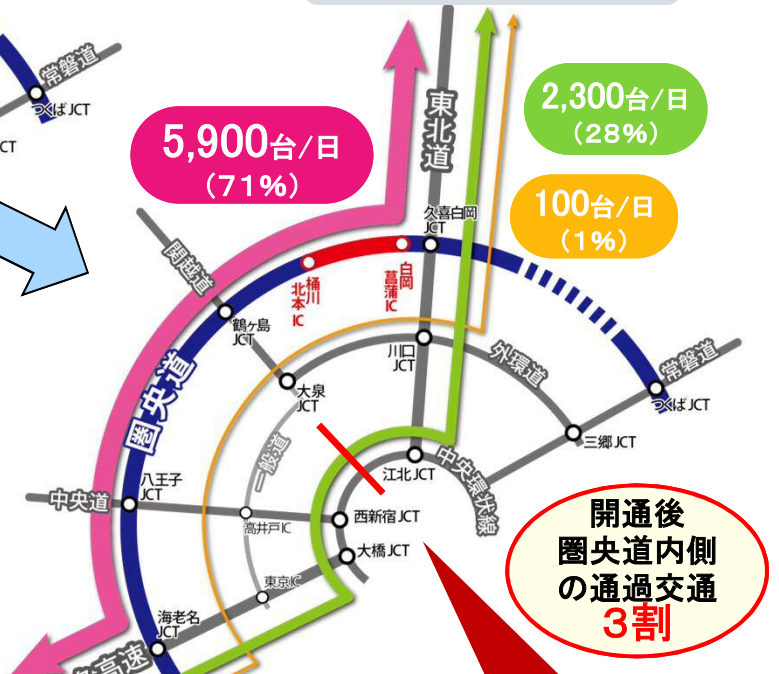 常磐道
つくばJCT
CT
5,900台/日
(71%)
2,300台/日
(28%)
100台/日
(1%)
東北道
久喜白岡
JCT
関越道
桶川
北本IC
白岡
菖蒲IC
鶴ヶ島
JCT
川口
JCT
外環道
常磐道
つくばJCT
大泉
JCT
圏央道
一般道
三郷JCT
江北JCT
中央環状線
八王子
JCT
中央道
高井戸IC
西新宿JCT
大橋JCT
東京IC
海老名
JCT
高速
開通後
圏央道内側
の通過交通
3割